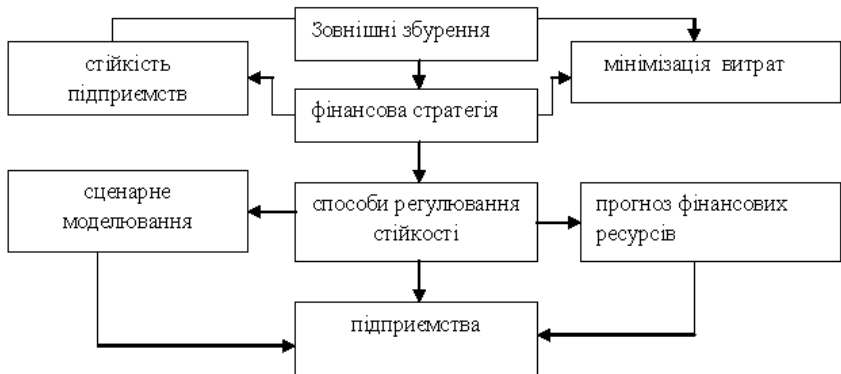 Зовнішні збурення
стійкість
підприємств
мінімізація витрат
фінансова стратегія
сценарне
моделювання
способи регулювання
стійкості
прогноз фінансових
ресурсів
підприємства